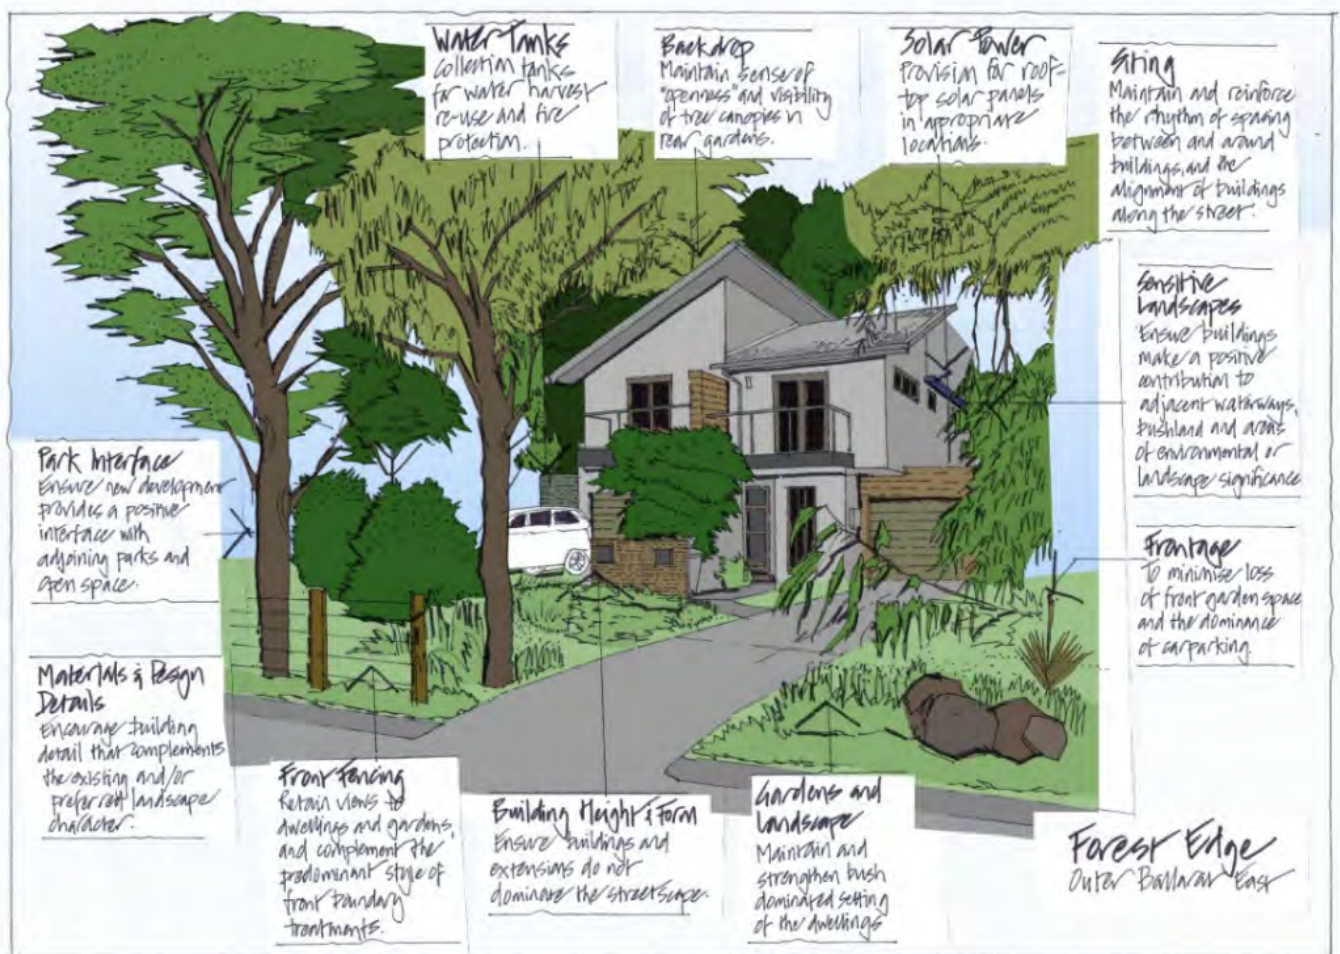 Water Tanks
Collection tanks
for water harvest
re-use and fire
protection.
Backdrop
Maintain sense of
"openness" and visibility
of tree canopies in
rear gardens.
Solar Power
Provision for roof-
top solar panels
in appropriate
locations.
Siting
Maintain and reinforce
the rhythm of spacing
between and around
buildings, and the
alignment of buildings
along the street.
Sensitive
Landscapes
Ensure buildings
make a positive
contribution to
adjacent waterways,
bushland and areas
of environmental or
landscape significance
Park Interface
Ensure new development
provides a positive
interface with
adjoining parks and
open space.
Frontage
To minimise loss
of front garden space
and the dominance
of carparking.
Materials & Design
Details
Encourage building
detail that complements
the existing and/or
preferred landscape
character.
Front Fencing
Retain views to
dwellings and gardens,
and complement the
predominant style of
front boundary
treatments.
Building Height & Form
Ensure buildings and
extensions do not
dominate the streetscape.
Gardens and
Landscape
Maintain and
strengthen bush
dominated setting
of the dwellings
Forest Edge
Outer Ballarat East